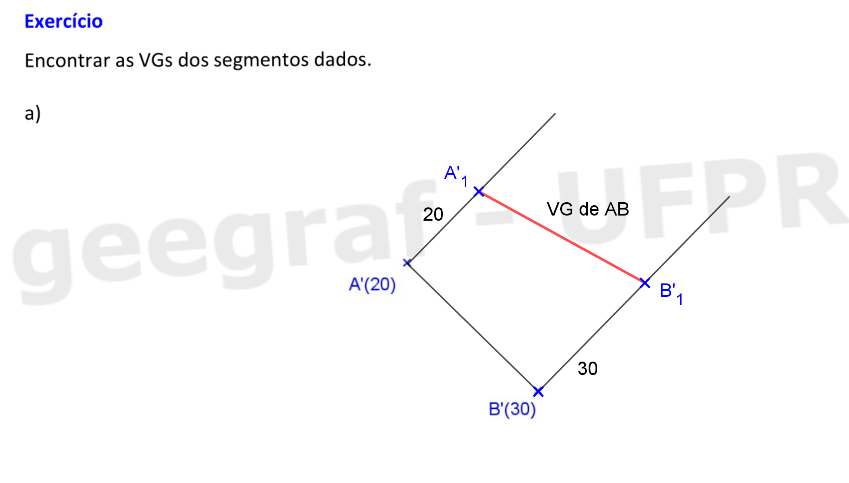 Exercício
Encontrar as VGs dos segmentos dados.
a)
geegraf - UFPR
A'1
20
VG de AB
A'(20)
B'1
30
B'(30)